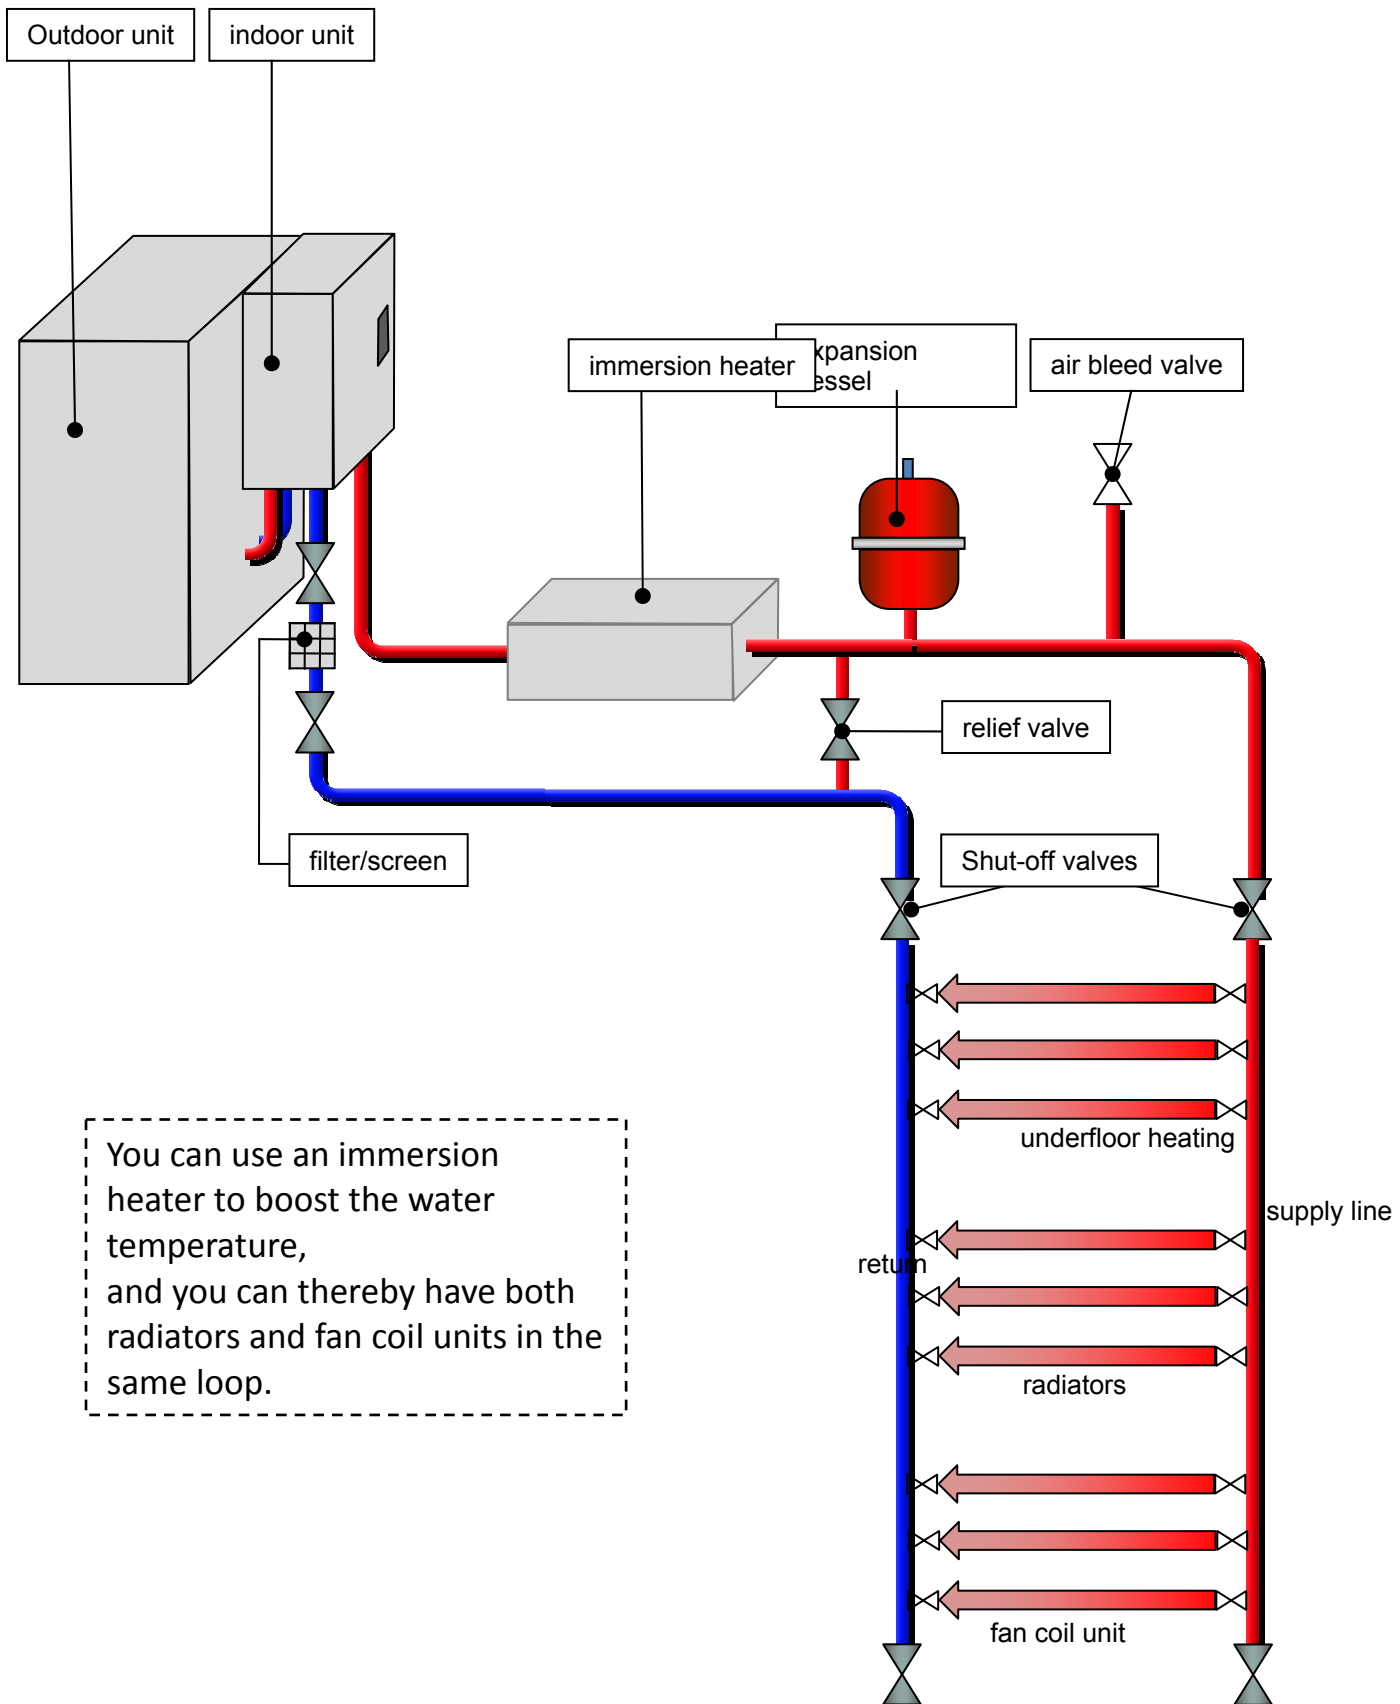 Outdoor unit
indoor unit
immersion heater
xpansion
essel
air bleed valve
relief valve
filter/screen
Shut-off valves
underfloor heating
supply line
return
radiators
fan coil unit
You can use an immersion
heater to boost the water
temperature,
and you can thereby have both
radiators and fan coil units in the
same loop.